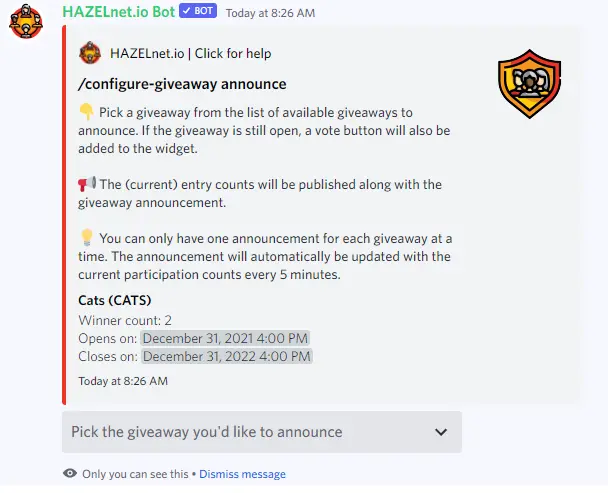 HAZELnet.io Bot ✓ BOT Today at 8:26 AM
HAZELnet.io | Click for help
/configure-giveaway announce
👇 Pick a giveaway from the list of available giveaways to
announce. If the giveaway is still open, a vote button will also be
added to the widget.
📢 The (current) entry counts will be published along with the
giveaway announcement.
💡 You can only have one announcement for each giveaway at a
time. The announcement will automatically be updated with the
current participation counts every 5 minutes.
Cats (CATS)
Winner count: 2
Opens on: December 31, 2021 4:00 PM
Closes on: December 31, 2022 4:00 PM
Today at 8:26 AM
Pick the giveaway you'd like to announce
Only you can see this • Dismiss message